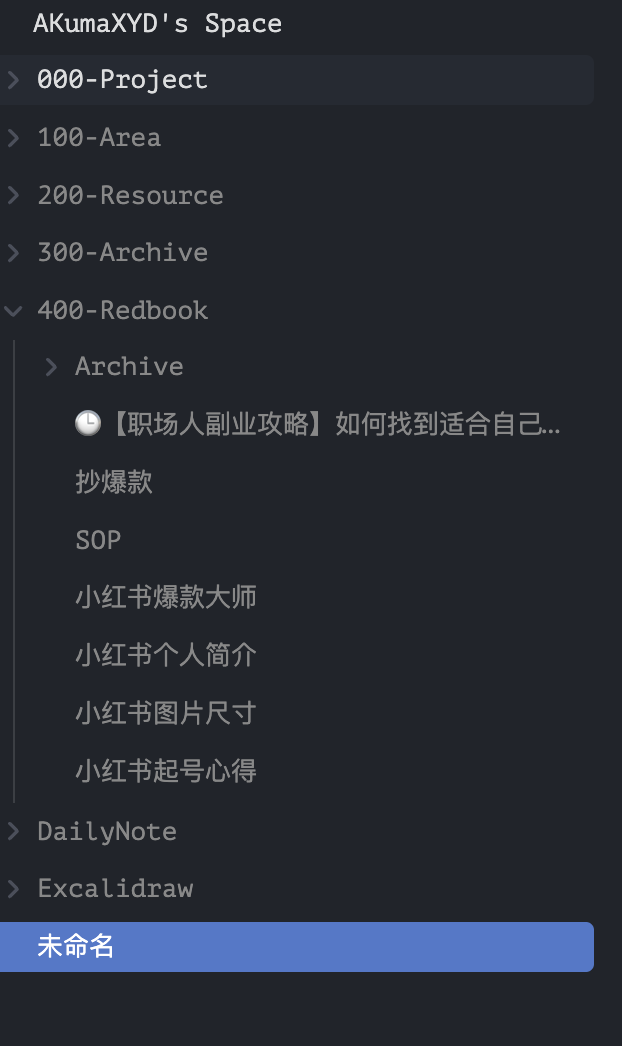 AKumaXYD's Space
000-Project
100-Area
200-Resource
300-Archive
400-Redbook
Archive
🕒【职场人副业攻略】如何找到适合自己...
抄爆款
SOP
小红书爆款大师
小红书个人简介
小红书图片尺寸
小红书起号心得
DailyNote
Excalidraw
未命名